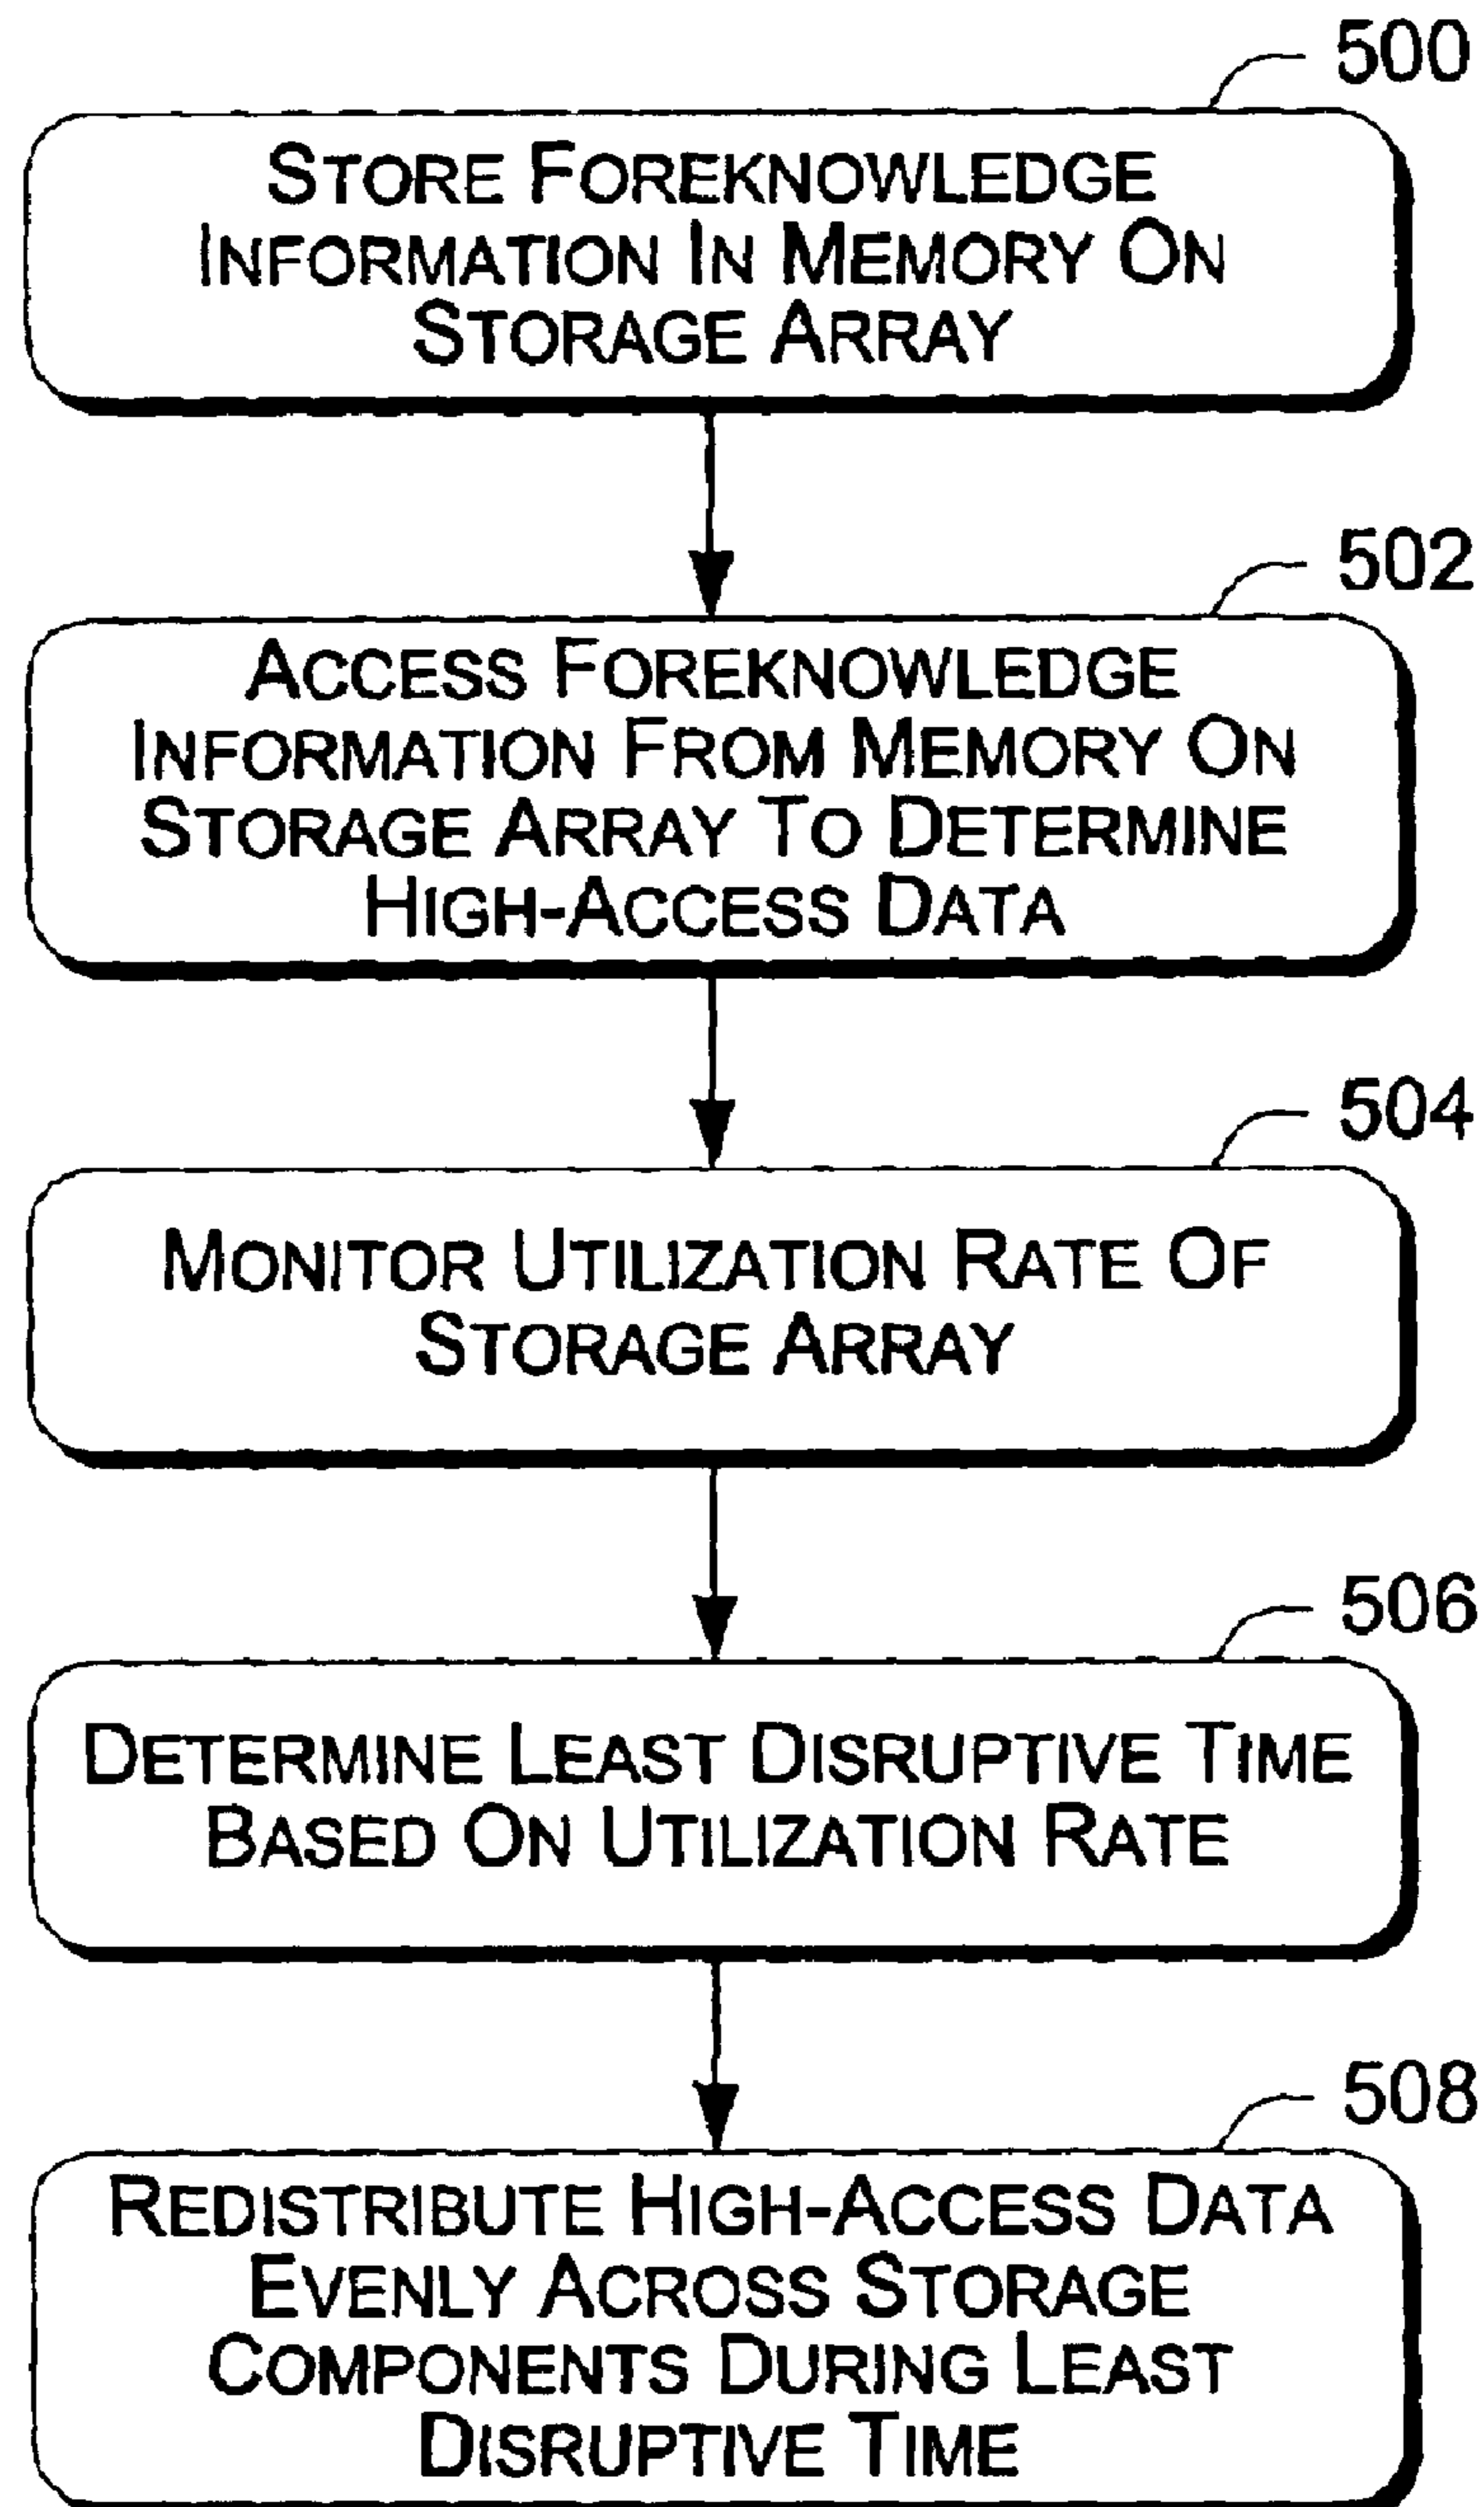 500
STORE FOREKNOWLEDGE
INFORMATION IN MEMORY ON
STORAGE ARRAY
502
ACCESS FOREKNOWLEDGE
INFORMATION FROM MEMORY ON
STORAGE ARRAY TO DETERMINE
HIGH-ACCESS DATA
504
MONITOR UTILIZATION RATE OF
STORAGE ARRAY
506
DETERMINE LEAST DISRUPTIVE TIME
BASED ON UTILIZATION RATE
508
REDISTRIBUTE HIGH-ACCESS DATA
EVENLY ACROSS STORAGE
COMPONENTS DURING LEAST
DISRUPTIVE TIME